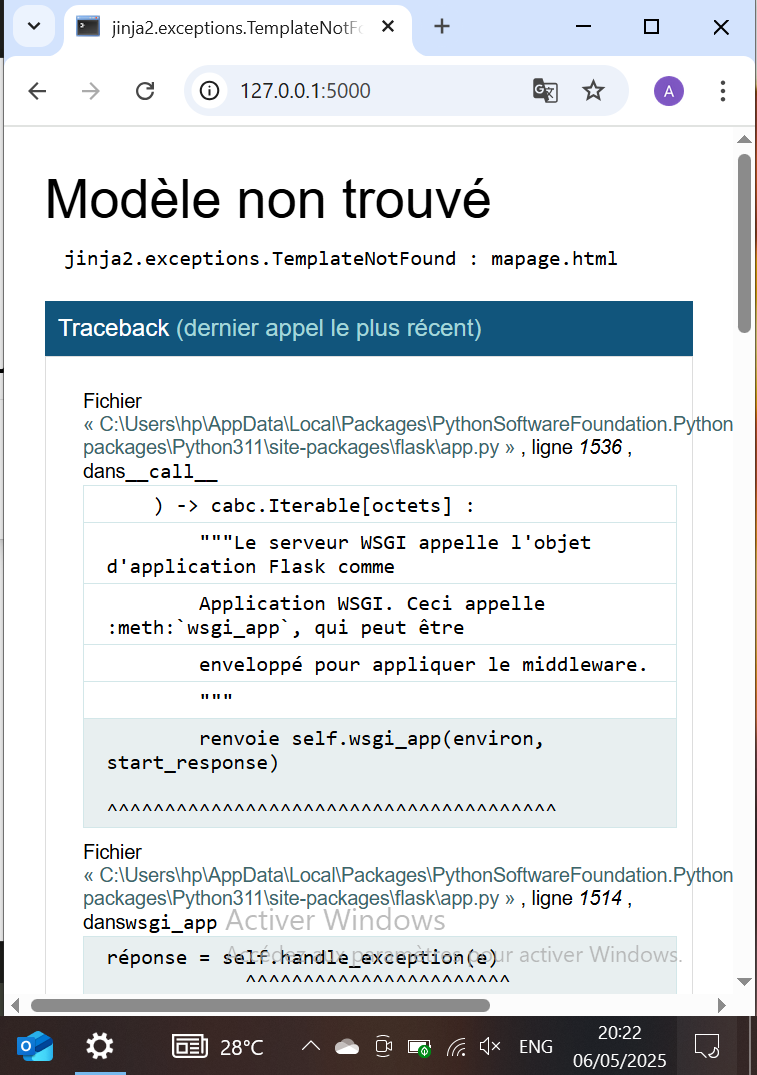 jinja2.exceptions.TemplateNotF
127.0.0.1:5000
A
Modèle non trouvé
jinja2.exceptions.TemplateNotFound : mapage.html
Traceback (dernier appel le plus récent)
Fichier
« C:\Users\hp\AppData\Local\Packages\PythonSoftwareFoundation.Python
packages\Python311\site-packages\flask\app.py » , ligne 1536 ,
dans__call__
) -> cabc.Iterable[octets] :
"""Le serveur WSGI appelle l'objet
d'application Flask comme
Application WSGI. Ceci appelle
:meth:`wsgi_app`, qui peut être
enveloppé pour appliquer le middleware.
"""
renvoie self.wsgi_app(environ,
start_response)
^^^^^^^^^^^^^^^^^^^^^^^^^^^^^^^^^^^^^^^
Fichier
« C:\Users\hp\AppData\Local\Packages\PythonSoftwareFoundation.Python
packages\Python311\site-packages\flask\app.py » , ligne 1514 ,
danswsgi_app
Activer Windows
réponse = self.handle_exception(e)
Accédez aux paramètres pour activer Windows.
^^^^^^^^^^^^^^^^^^^^^^^
28°C
ENG
20:22
06/05/2025